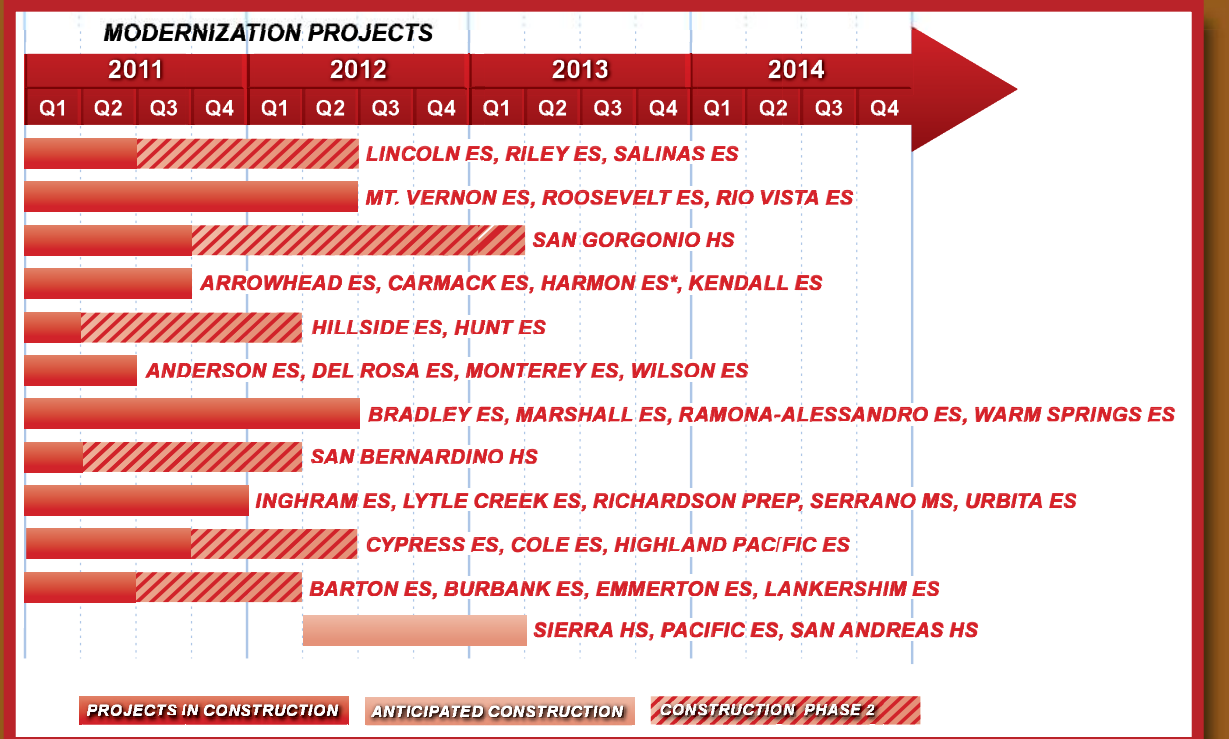 MODERNIZATION PROJECTS
2011 2012 2013 2014
Q1 Q2 Q3 Q4 Q1 Q2 Q3 Q4 Q1 Q2 Q3 Q4 Q1 Q2 Q3 Q4
LINCOLN ES, RILEY ES, SALINAS ES
MT. VERNON ES, ROOSEVELT ES, RIO VISTA ES
SAN GORGONIO HS
ARROWHEAD ES, CARMACK ES, HARMON ES*, KENDALL ES
HILLSIDE ES, HUNT ES
ANDERSON ES, DEL ROSA ES, MONTEREY ES, WILSON ES
BRADLEY ES, MARSHALL ES, RAMONA-ALESSANDRO ES, WARM SPRINGS ES
SAN BERNARDINO HS
INGHRAM ES, LYTLE CREEK ES, RICHARDSON PREP, SERRANO MS, URBITA ES
CYPRESS ES, COLE ES, HIGHLAND PACIFIC ES
BARTON ES, BURBANK ES, EMMERTON ES, LANKERSHIM ES
SIERRA HS, PACIFIC ES, SAN ANDREAS HS
PROJECTS IN CONSTRUCTION ANTICIPATED CONSTRUCTION CONSTRUCTION PHASE 2